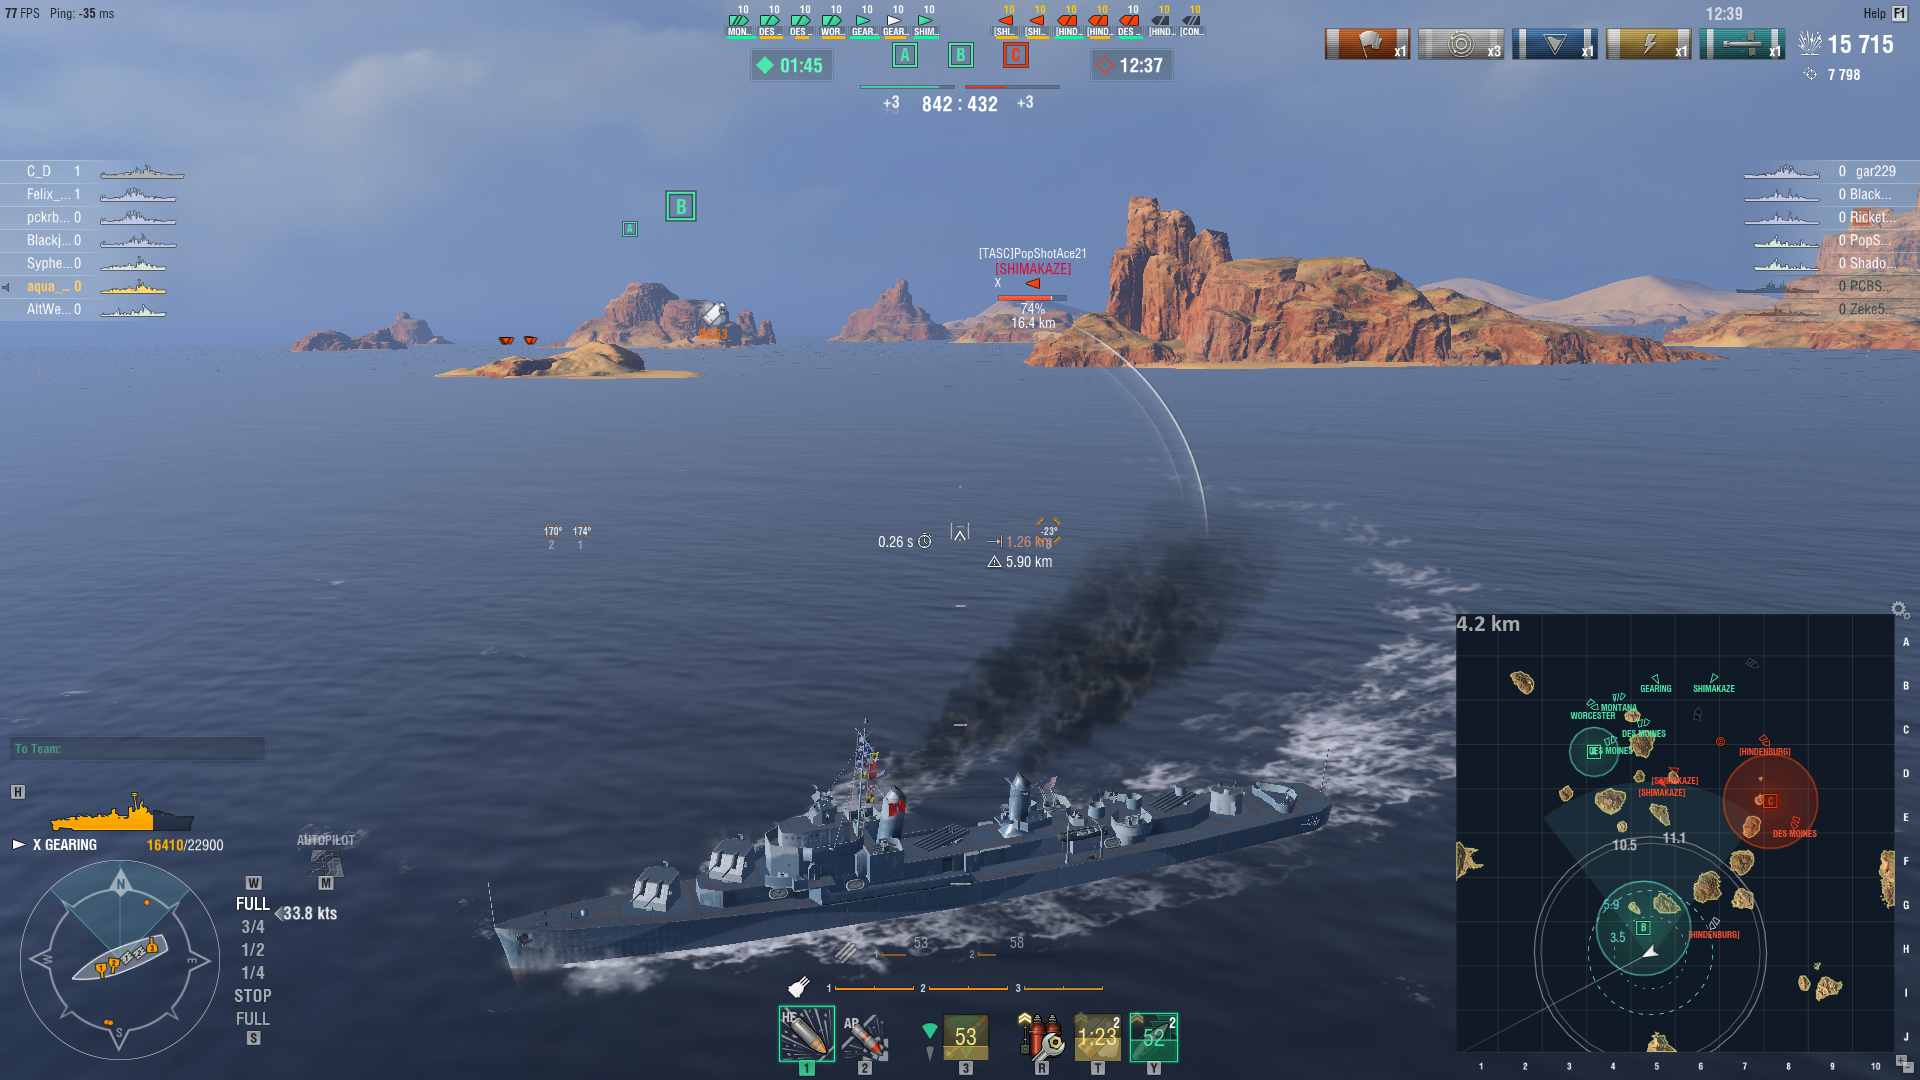 77 FPS Ping: -35 ms
10 10 10 10 10 10 10
MON... DES ... DES ... WOR... GEAR... GEAR... SHIM...
10 10 10 10 10 10 10
[SHI... [SHI... [HIND... [HIND... DES ... [HIND... [CON...
12:39
Help F1
01:45
A B C
12:37
+3 842 : 432 +3
x1 x3 x1 x1 x1
15 715
7 798
C_D 1
Felix_... 1
pckrb... 0
Blackj... 0
Syphe... 0
aqua_... 0
AltWe... 0
0 gar229
0 Black...
0 Ricket...
0 PopS...
0 Shado...
0 PCBS...
0 Zeke5...
B
A
[TASC]PopShotAce21
[SHIMAKAZE]
X
74%
16.4 km
170° 174°
2 1
-23°
0.26 s
1.26 km
5.90 km
To Team:
H
X GEARING 16410/22900
AUTOPILOT
M
N
W
E
S
1 2 3
W
FULL
3/4
1/2
1/4
STOP
FULL
S
33.8 kts
53 58
1 2
1 2 3
HE AP 53 1:23 2 52 2
1 2 3 R T Y
4.2 km
GEARING SHIMAKAZE
MONTANA
WORCESTER
DES MOINES
DES MOINES
[HINDENBURG]
[SHIMAKAZE]
[SHIMAKAZE]
C
DES MOINES
11.1
10.5
5.9
B
3.5
[HINDENBURG]
A
B
C
D
E
F
G
H
I
J
1 2 3 4 5 6 7 8 9 10